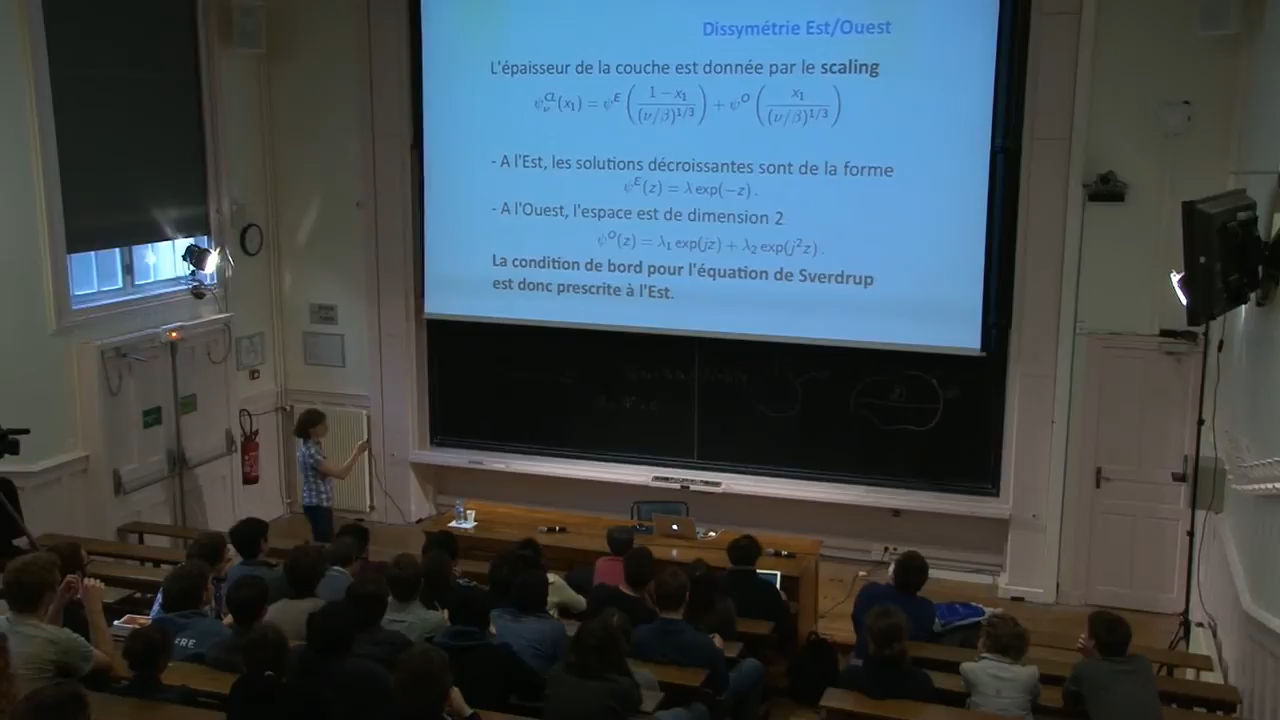 Dissymétrie Est/Ouest
L'épaisseur de la couche est donnée par le scaling
ψ_ν^{CL}(x₁) = ψ^E ( (1 − x₁) / (ν/β)^{1/3} ) + ψ^O ( x₁ / (ν/β)^{1/3} )
- A l'Est, les solutions décroissantes sont de la forme
ψ^E(z) = λ exp(−z) .
- A l'Ouest, l'espace est de dimension 2
ψ^O(z) = λ₁ exp(jz) + λ₂ exp(j²z) .
La condition de bord pour l'équation de Sverdrup
est donc prescrite à l'Est.